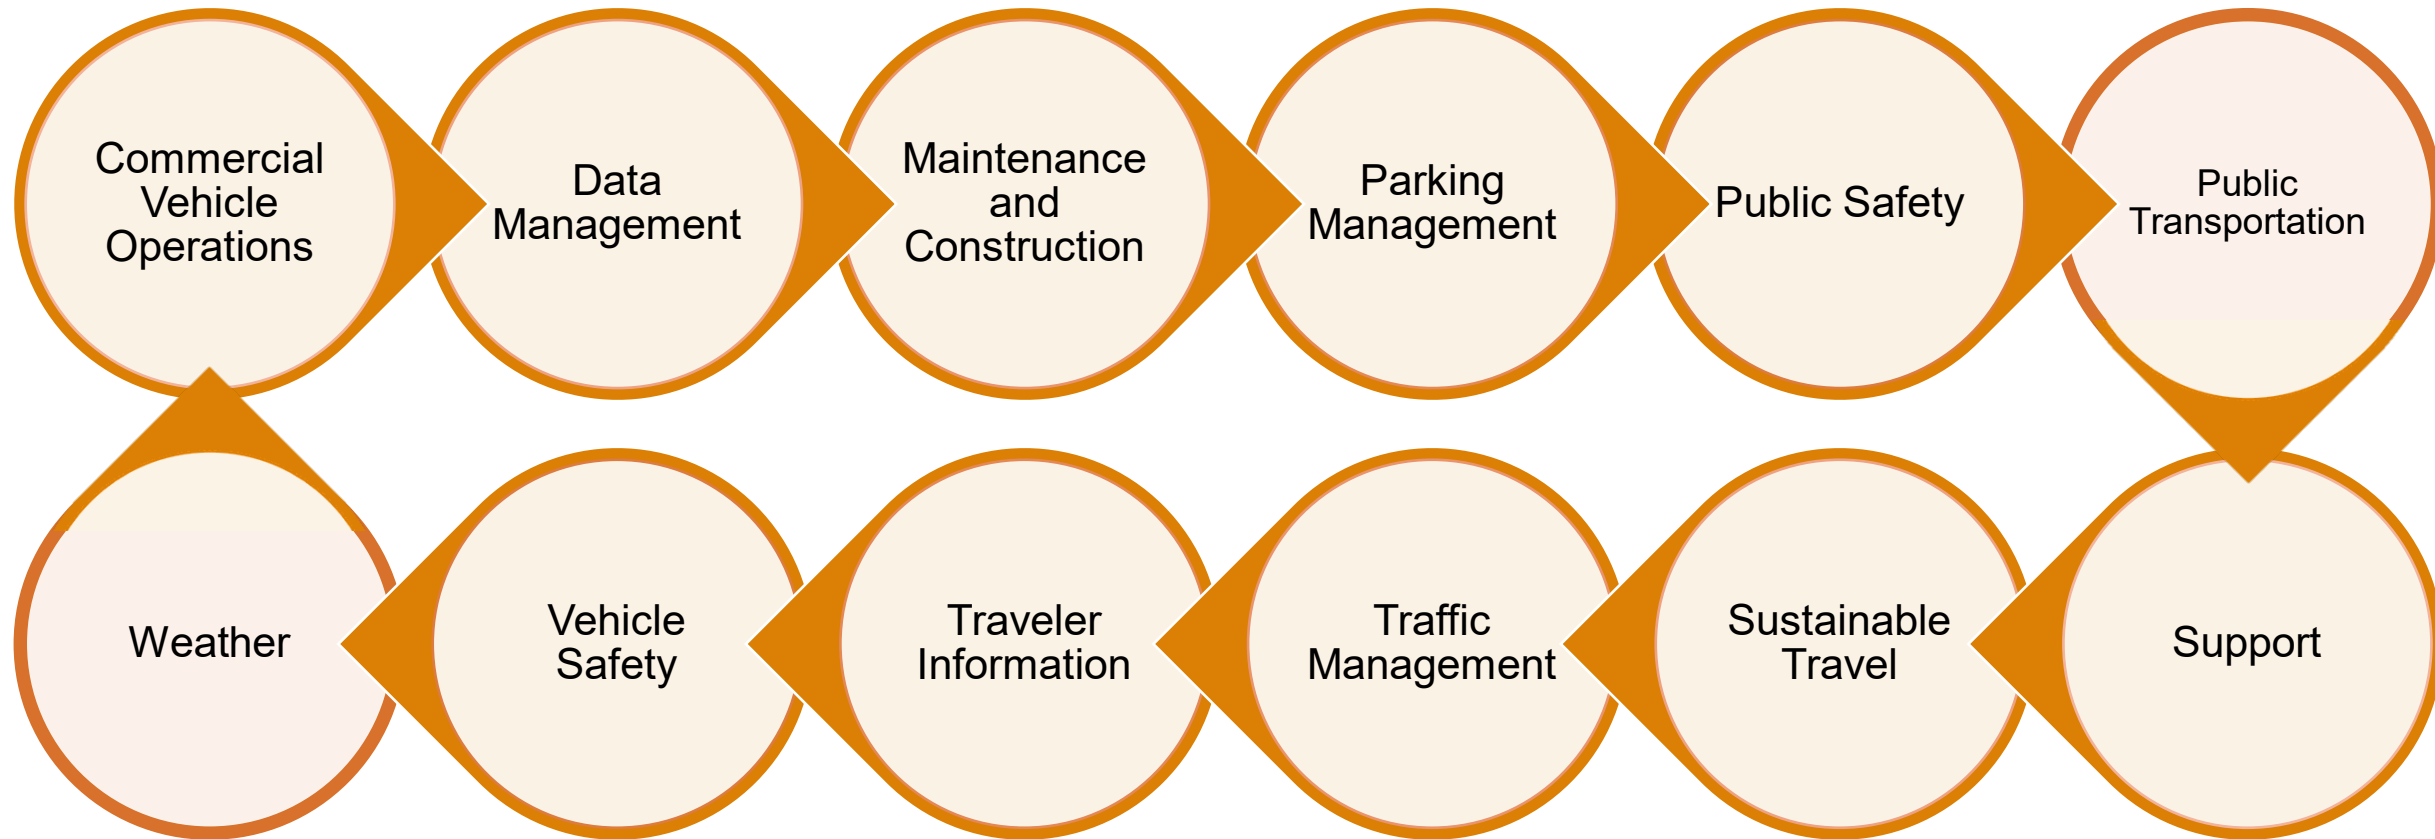 Commercial
Vehicle
Operations
Data
Management
Maintenance
and
Construction
Parking
Management
Public Safety
Public
Transportation
Weather
Vehicle
Safety
Traveler
Information
Traffic
Management
Sustainable
Travel
Support